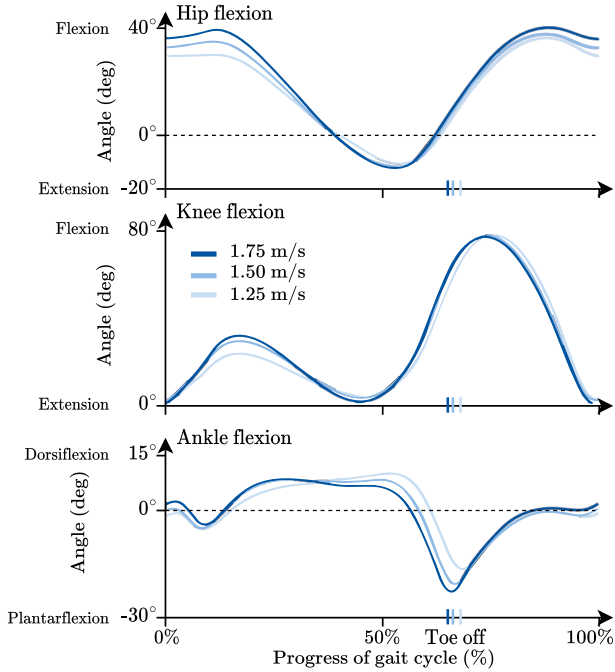 Hip flexion
Flexion
40°
Angle (deg)
0°
Extension
-20°
Knee flexion
Flexion
80°
Angle (deg)
1.75 m/s
1.50 m/s
1.25 m/s
Extension
0°
Ankle flexion
Dorsiflexion
15°
Angle (deg)
0°
Plantarflexion
-30°
0%
50%
Toe off
100%
Progress of gait cycle (%)